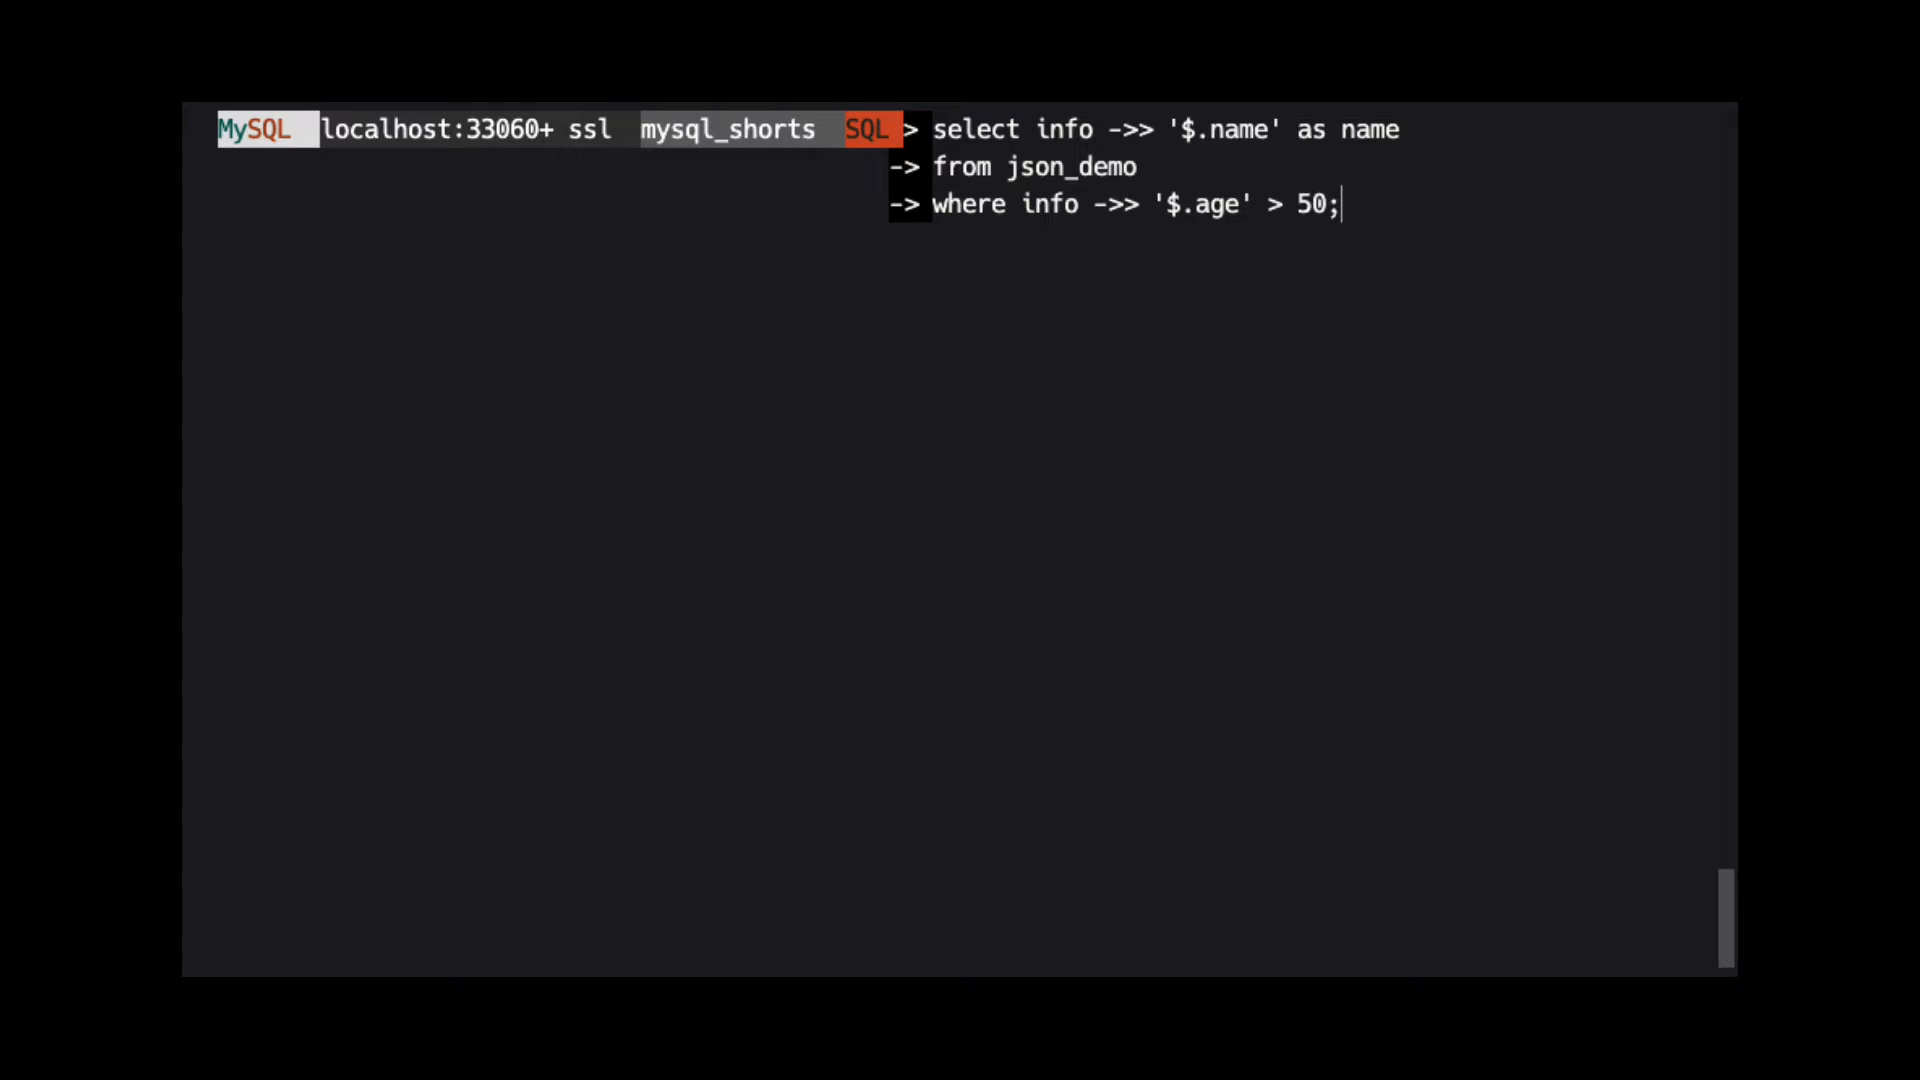 MySQL localhost:33060+ ssl mysql_shorts SQL > select info ->> '$.name' as name
-> from json_demo
-> where info ->> '$.age' > 50;